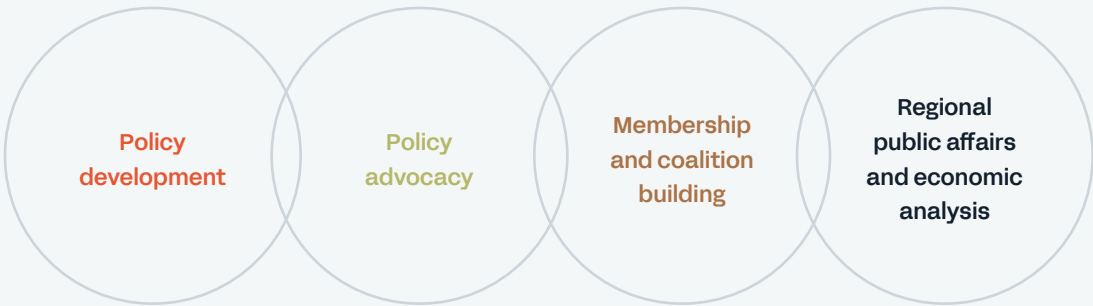 Policy
development
Policy
advocacy
Membership
and coalition
building
Regional
public affairs
and economic
analysis